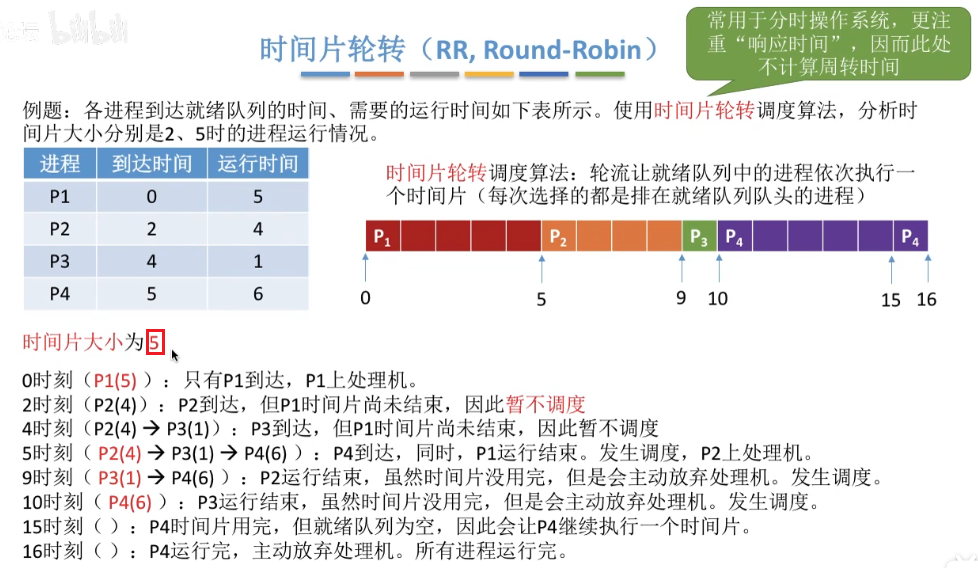 bilibili
时间片轮转（RR, Round-Robin）
常用于分时操作系统，更注
重“响应时间”，因而此处
不计算周转时间
例题：各进程到达就绪队列的时间、需要的运行时间如下表所示。使用时间片轮转调度算法，分析时
间片大小分别是2、5时的进程运行情况。
进程 到达时间 运行时间
P1 0 5
P2 2 4
P3 4 1
P4 5 6
时间片轮转调度算法：轮流让就绪队列中的进程依次执行一
个时间片（每次选择的都是排在就绪队列队头的进程）
P1 P2 P3 P4 P4
0 5 9 10 15 16
时间片大小为5
0时刻（P1(5) ）：只有P1到达，P1上处理机。
2时刻（P2(4)）：P2到达，但P1时间片尚未结束，因此暂不调度
4时刻（P2(4) → P3(1)）：P3到达，但P1时间片尚未结束，因此暂不调度
5时刻（ P2(4) → P3(1) → P4(6) ）：P4到达，同时，P1运行结束。发生调度，P2上处理机。
9时刻（ P3(1) → P4(6) ）：P2运行结束，虽然时间片没用完，但是会主动放弃处理机。发生调度。
10时刻（ P4(6) ）：P3运行结束，虽然时间片没用完，但是会主动放弃处理机。发生调度。
15时刻（ ）：P4时间片用完，但就绪队列为空，因此会让P4继续执行一个时间片。
16时刻（ ）：P4运行完，主动放弃处理机。所有进程运行完。